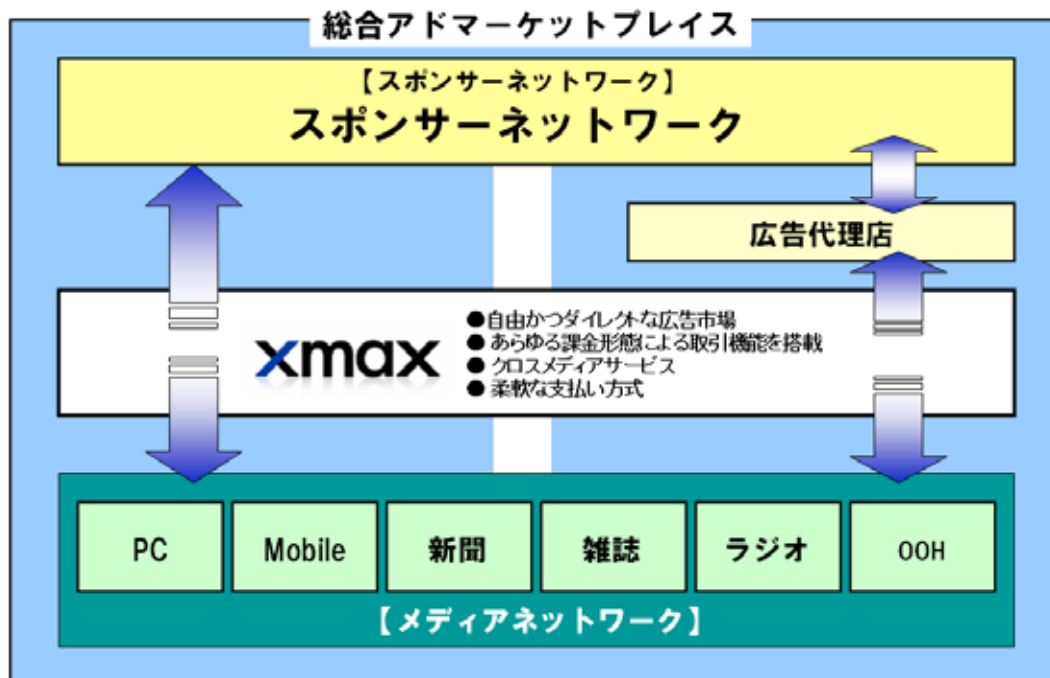 総合アドマーケットプレイス
【スポンサーネットワーク】
スポンサーネットワーク
広告代理店
xmax
●自由かつダイレクトな広告市場
●あらゆる課金形態による取引機能を搭載
●クロスメディアサービス
●柔軟な支払い方式
PC
Mobile
新聞
雑誌
ラジオ
OOH
【メディアネットワーク】